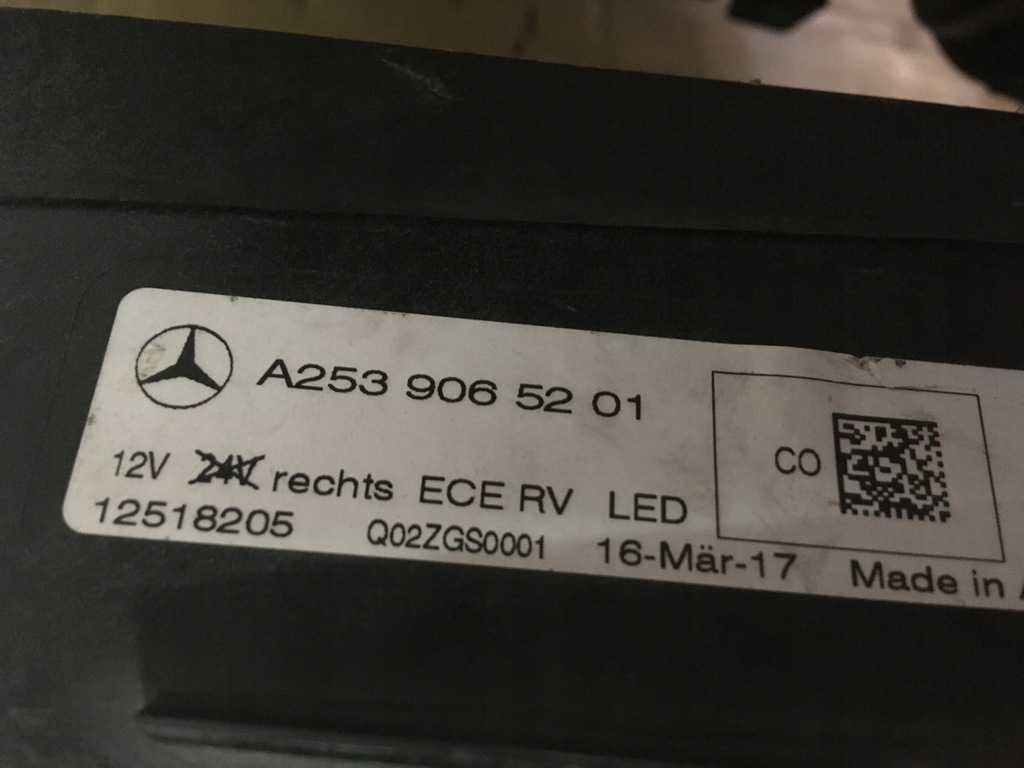 A253 906 52 01
CO
12V 24V rechts ECE RV LED
12518205 Q02ZGS0001 16-Mär-17 Made in